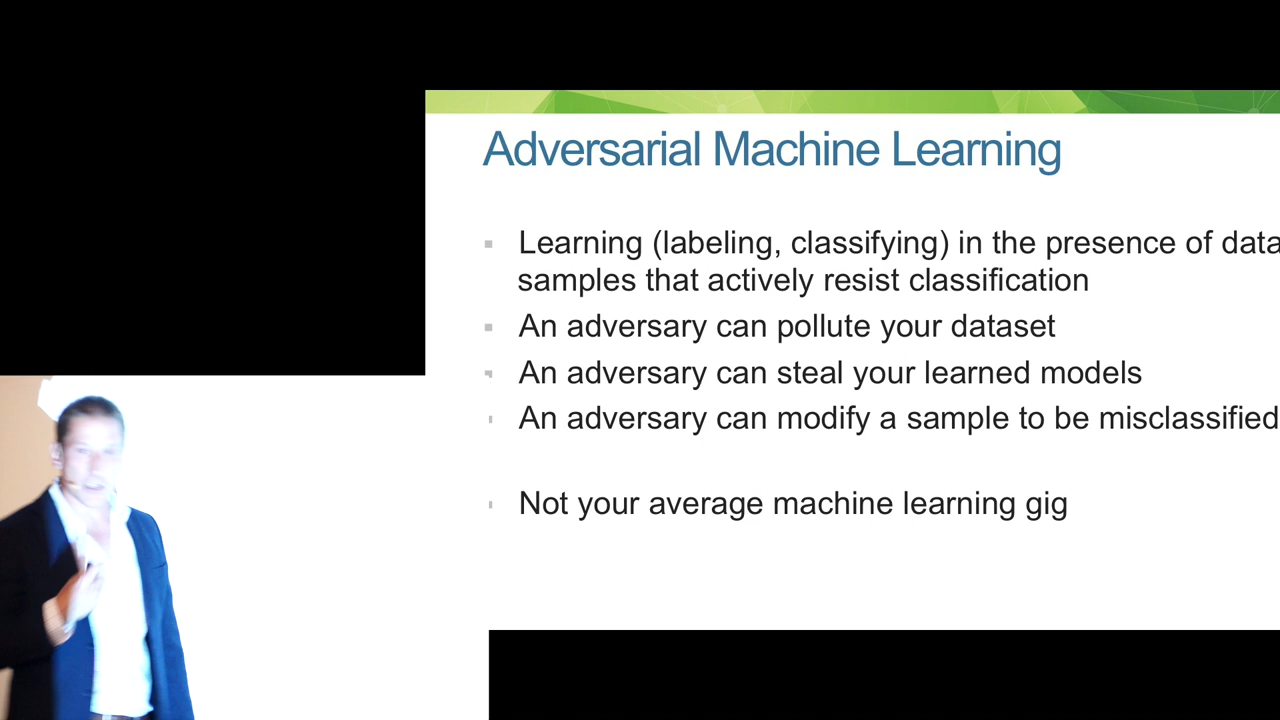 Adversarial Machine Learning
Learning (labeling, classifying) in the presence of data
samples that actively resist classification
An adversary can pollute your dataset
An adversary can steal your learned models
An adversary can modify a sample to be misclassified
Not your average machine learning gig